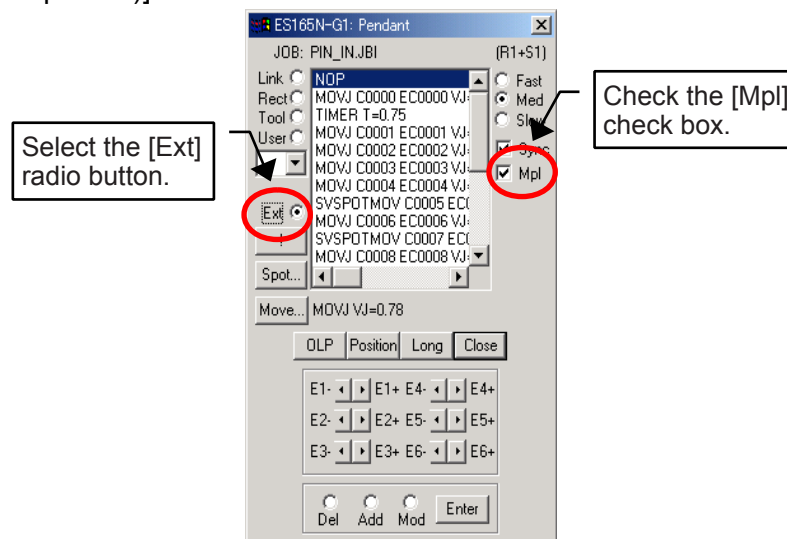 ES165N-G1: Pendant
JOB: PIN_IN.JBI (R1+S1)
Link
Rect
Tool
User
NOP
MOVJ C0000 EC0000 VJ=
TIMER T=0.75
MOVJ C0001 EC0001 VJ=
MOVJ C0002 EC0002 VJ=
MOVJ C0003 EC0003 VJ=
MOVJ C0004 EC0004 VJ=
SVSPOTMOV C0005 EC0
MOVJ C0006 EC0006 VJ=
SVSPOTMOV C0007 EC0
MOVJ C0008 EC0008 VJ=
Fast
Med
Slow
Sync
Mpl
Check the [Mpl]
check box.
Select the [Ext]
radio button.
Ext
Spot...
Move... MOVJ VJ=0.78
OLP Position Long Close
E1- E1+ E4- E4+
E2- E2+ E5- E5+
E3- E3+ E6- E6+
Del Add Mod Enter